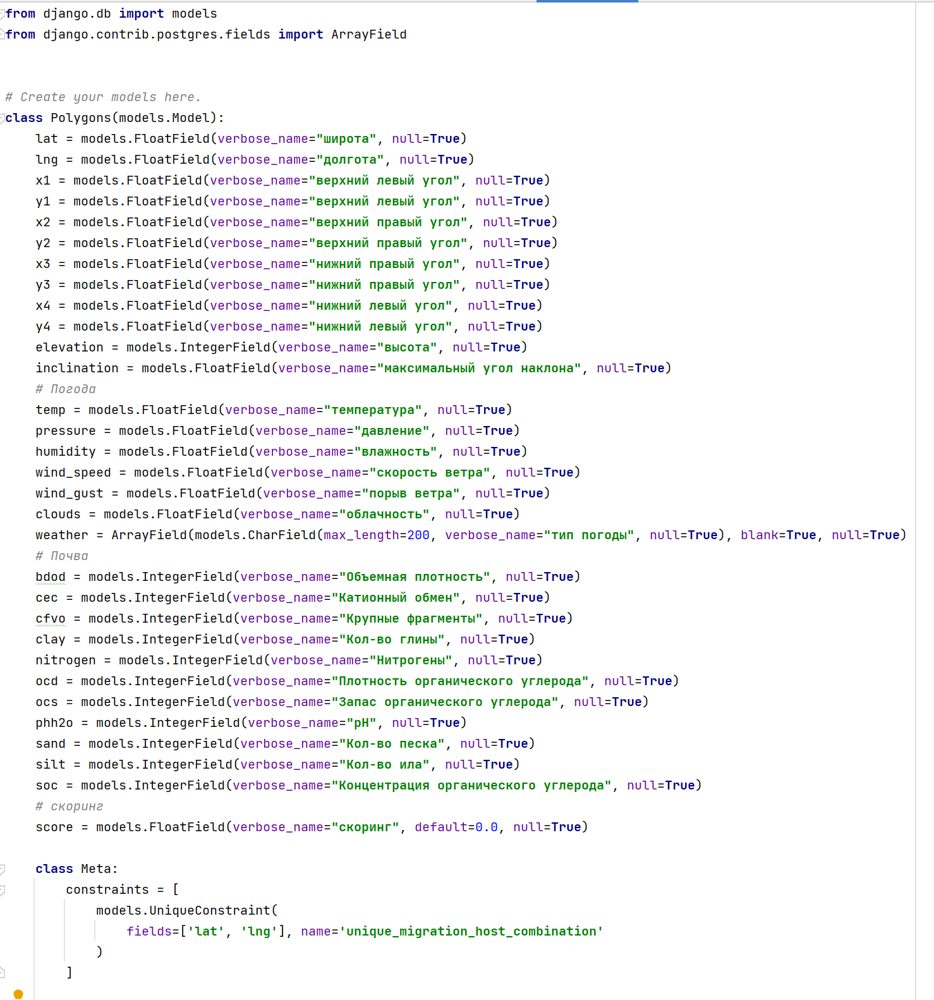 from django.db import models
from django.contrib.postgres.fields import ArrayField
# Create your models here.
class Polygons(models.Model):
    lat = models.FloatField(verbose_name="широта", null=True)
    lng = models.FloatField(verbose_name="долгота", null=True)
    x1 = models.FloatField(verbose_name="верхний левый угол", null=True)
    y1 = models.FloatField(verbose_name="верхний левый угол", null=True)
    x2 = models.FloatField(verbose_name="верхний правый угол", null=True)
    y2 = models.FloatField(verbose_name="верхний правый угол", null=True)
    x3 = models.FloatField(verbose_name="нижний правый угол", null=True)
    y3 = models.FloatField(verbose_name="нижний правый угол", null=True)
    x4 = models.FloatField(verbose_name="нижний левый угол", null=True)
    y4 = models.FloatField(verbose_name="нижний левый угол", null=True)
    elevation = models.IntegerField(verbose_name="высота", null=True)
    inclination = models.FloatField(verbose_name="максимальный угол наклона", null=True)
    # Погода
    temp = models.FloatField(verbose_name="температура", null=True)
    pressure = models.FloatField(verbose_name="давление", null=True)
    humidity = models.FloatField(verbose_name="влажность", null=True)
    wind_speed = models.FloatField(verbose_name="скорость ветра", null=True)
    wind_gust = models.FloatField(verbose_name="порыв ветра", null=True)
    clouds = models.FloatField(verbose_name="облачность", null=True)
    weather = ArrayField(models.CharField(max_length=200, verbose_name="тип погоды", null=True), blank=True, null=True)
    # Почва
    bdod = models.IntegerField(verbose_name="Объемная плотность", null=True)
    cec = models.IntegerField(verbose_name="Катионный обмен", null=True)
    cfvo = models.IntegerField(verbose_name="Крупные фрагменты", null=True)
    clay = models.IntegerField(verbose_name="Кол-во глины", null=True)
    nitrogen = models.IntegerField(verbose_name="Нитрогены", null=True)
    ocd = models.IntegerField(verbose_name="Плотность органического углерода", null=True)
    ocs = models.IntegerField(verbose_name="Запас органического углерода", null=True)
    phh2o = models.IntegerField(verbose_name="pH", null=True)
    sand = models.IntegerField(verbose_name="Кол-во песка", null=True)
    silt = models.IntegerField(verbose_name="Кол-во ила", null=True)
    soc = models.IntegerField(verbose_name="Концентрация органического углерода", null=True)
    # скоринг
    score = models.FloatField(verbose_name="скоринг", default=0.0, null=True)
    class Meta:
        constraints = [
            models.UniqueConstraint(
                fields=['lat', 'lng'], name='unique_migration_host_combination'
            )
        ]